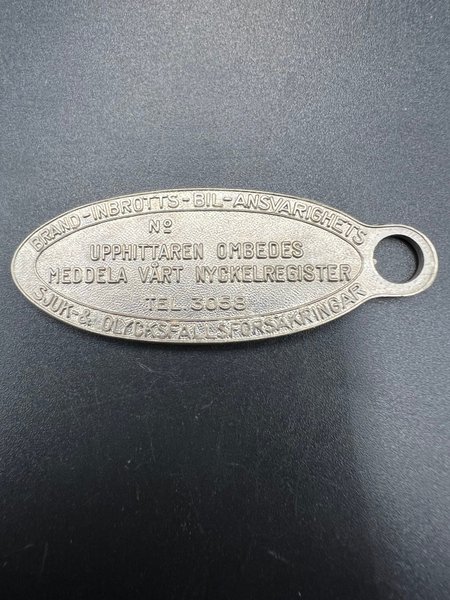 BRAND-INBROTTS-BIL-ANSVARIGHETS
Nº
UPPHITTAREN OMBEDES
MEDDELA VÅRT NYCKELREGISTER
TEL. 3058
SJUK-& OLYCKSFALLSFÖRSÄKRINGAR